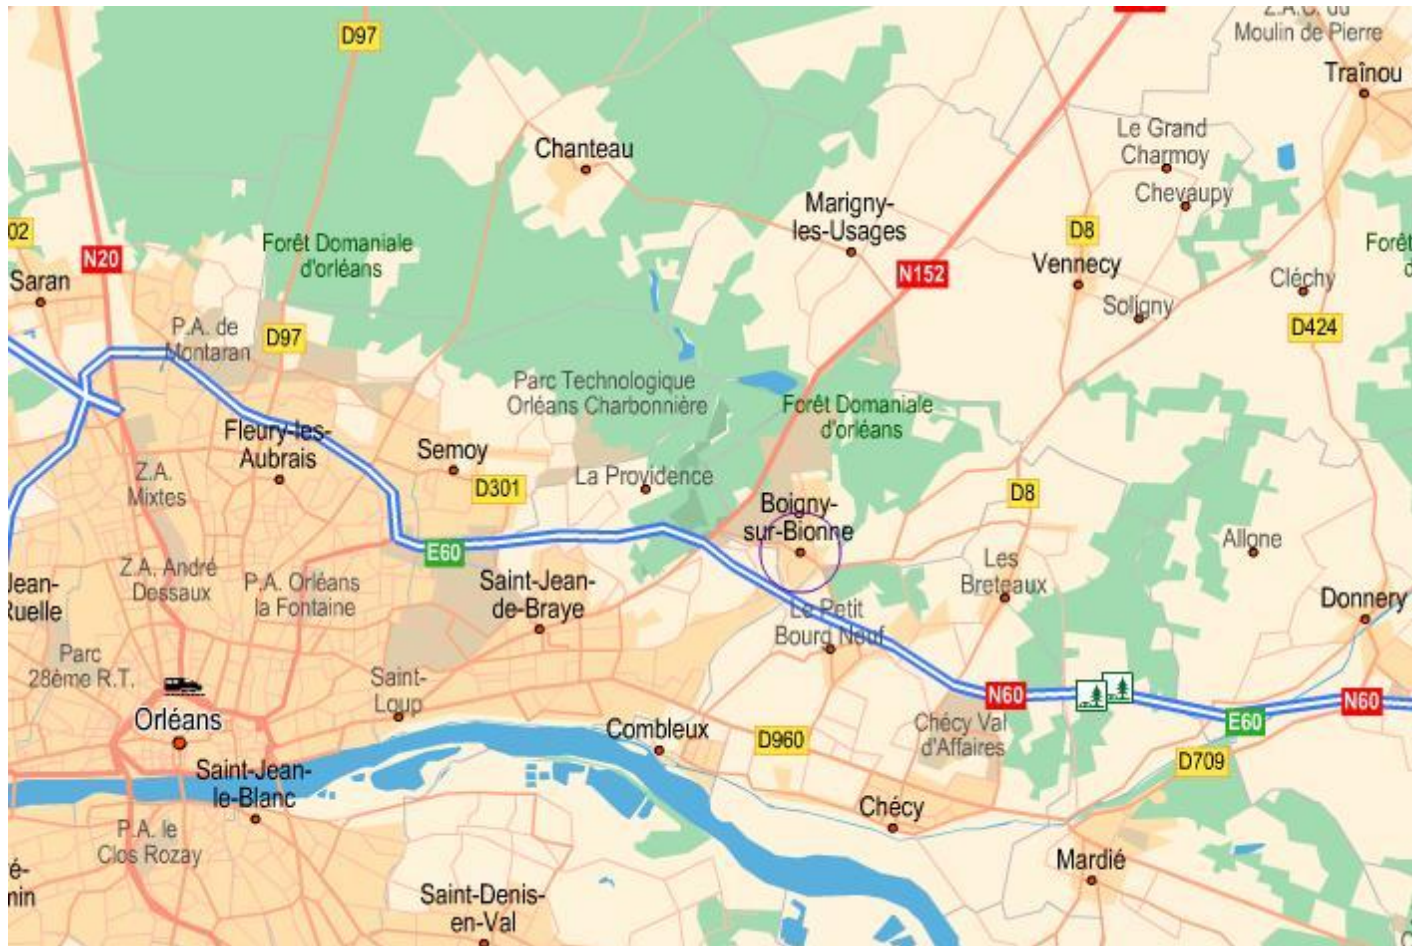 Z.A.C. du
Moulin de Pierre
D97
Traînou
Le Grand
Charmoy
Chanteau
Chevaupy
Marigny-
les-Usages
02
D8
Forêt Domaniale
d'orléans
Forêt
N20
N152
Vennecy
Saran
Cléchy
Soligny
P.A. de
Montaran
D97
D424
Parc Technologique
Orléans Charbonnière
Forêt Domaniale
d'orléans
Fleury-les-
Aubrais
Semoy
Z.A.
Mixtes
La Providence
D301
D8
Boigny-
sur-Bionne
E60
Allone
Les
Breteaux
Z.A. André
Dessaux
P.A. Orléans
la Fontaine
Saint-Jean-
de-Braye
Jean-
Ruelle
Donnery
Le Petit
Bourg Neuf
Parc
28ème R.T.
Saint-
Loup
N60
N60
Orléans
E60
Combleux
D960
Chécy Val
d'Affaires
D709
Saint-Jean-
le-Blanc
Chécy
P.A. le
Clos Rozay
Mardié
min
Saint-Denis-
en-Val